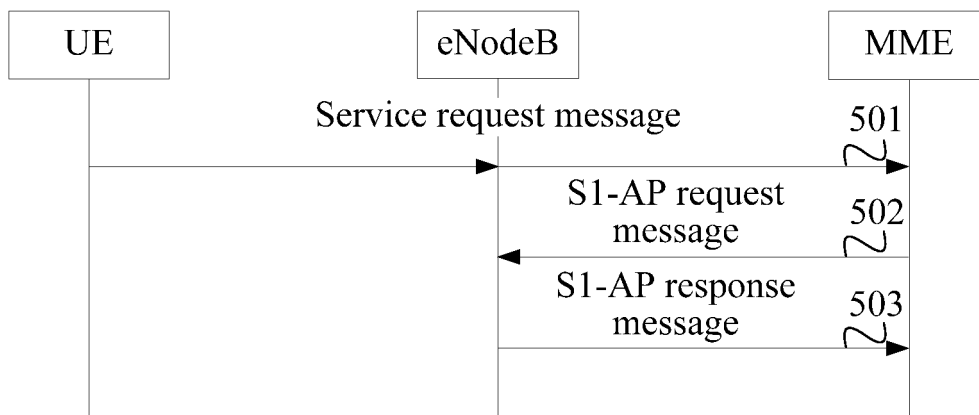 UE
eNodeB
MME
Service request message
501
S1-AP request
message
502
S1-AP response
message
503